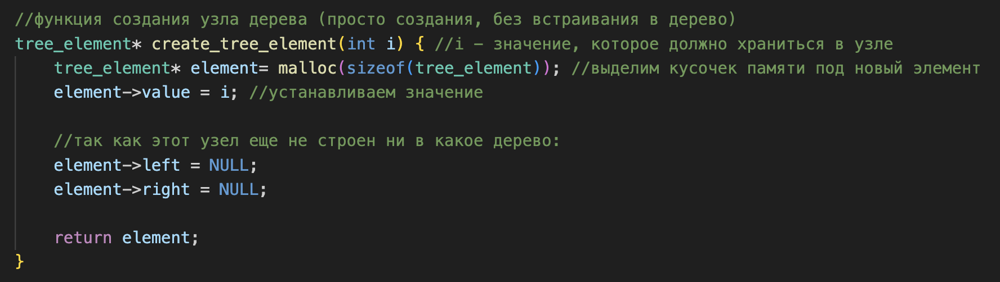 //функция создания узла дерева (просто создания, без встраивания в дерево)
tree_element* create_tree_element(int i) { //i – значение, которое должно храниться в узле
    tree_element* element= malloc(sizeof(tree_element)); //выделим кусочек памяти под новый элемент
    element->value = i; //устанавливаем значение
    //так как этот узел еще не строен ни в какое дерево:
    element->left = NULL;
    element->right = NULL;
    return element;
}